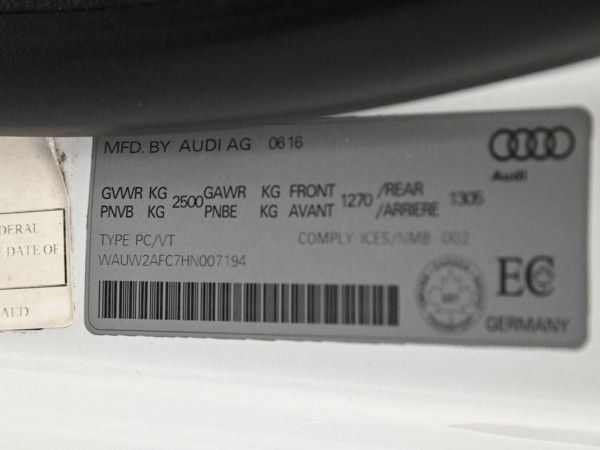 MFD. BY AUDI AG 0616
Audi
GVWR KG 2500 GAWR KG FRONT 1270 /REAR 1305
PNVB KG PNBE KG AVANT /ARRIERE
TYPE PC/VT COMPLY ICES/NMB-002
WAUW2AFC7HN007194
EC
GERMANY
DERAL
E DATE OF
AED